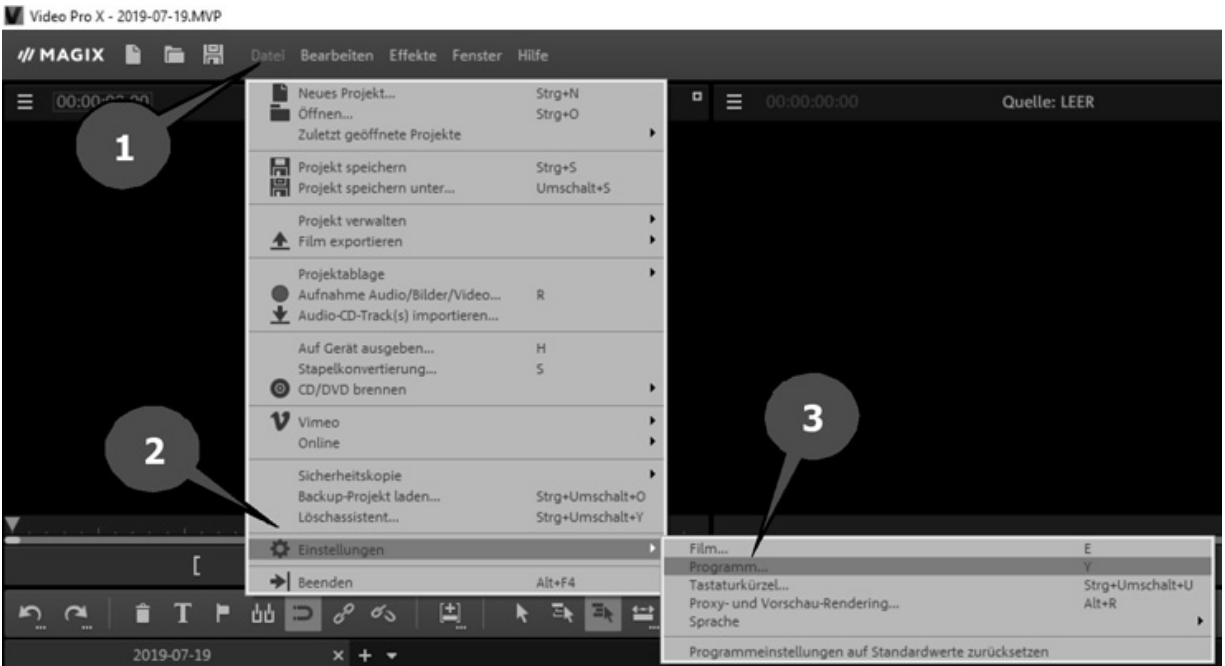 Video Pro X - 2019-07-19.MVP
MAGIX Datei Bearbeiten Effekte Fenster Hilfe
00:00:00:00 00:00:00:00 Quelle: LEER
1
Neues Projekt... Strg+N
Öffnen... Strg+O
Zuletzt geöffnete Projekte
Projekt speichern Strg+S
Projekt speichern unter... Umschalt+S
Projekt verwalten
Film exportieren
Projektablage
Aufnahme Audio/Bilder/Video... R
Audio-CD-Track(s) importieren...
Auf Gerät ausgeben... H
Stapelkonvertierung... S
CD/DVD brennen
Vimeo
Online
2
3
Sicherheitskopie
Backup-Projekt laden... Strg+Umschalt+O
Löschassistent... Strg+Umschalt+Y
Einstellungen
Beenden Alt+F4
Film... E
Programm... Y
Tastaturkürzel... Strg+Umschalt+U
Proxy- und Vorschau-Rendering... Alt+R
Sprache
Programmeinstellungen auf Standardwerte zurücksetzen
2019-07-19